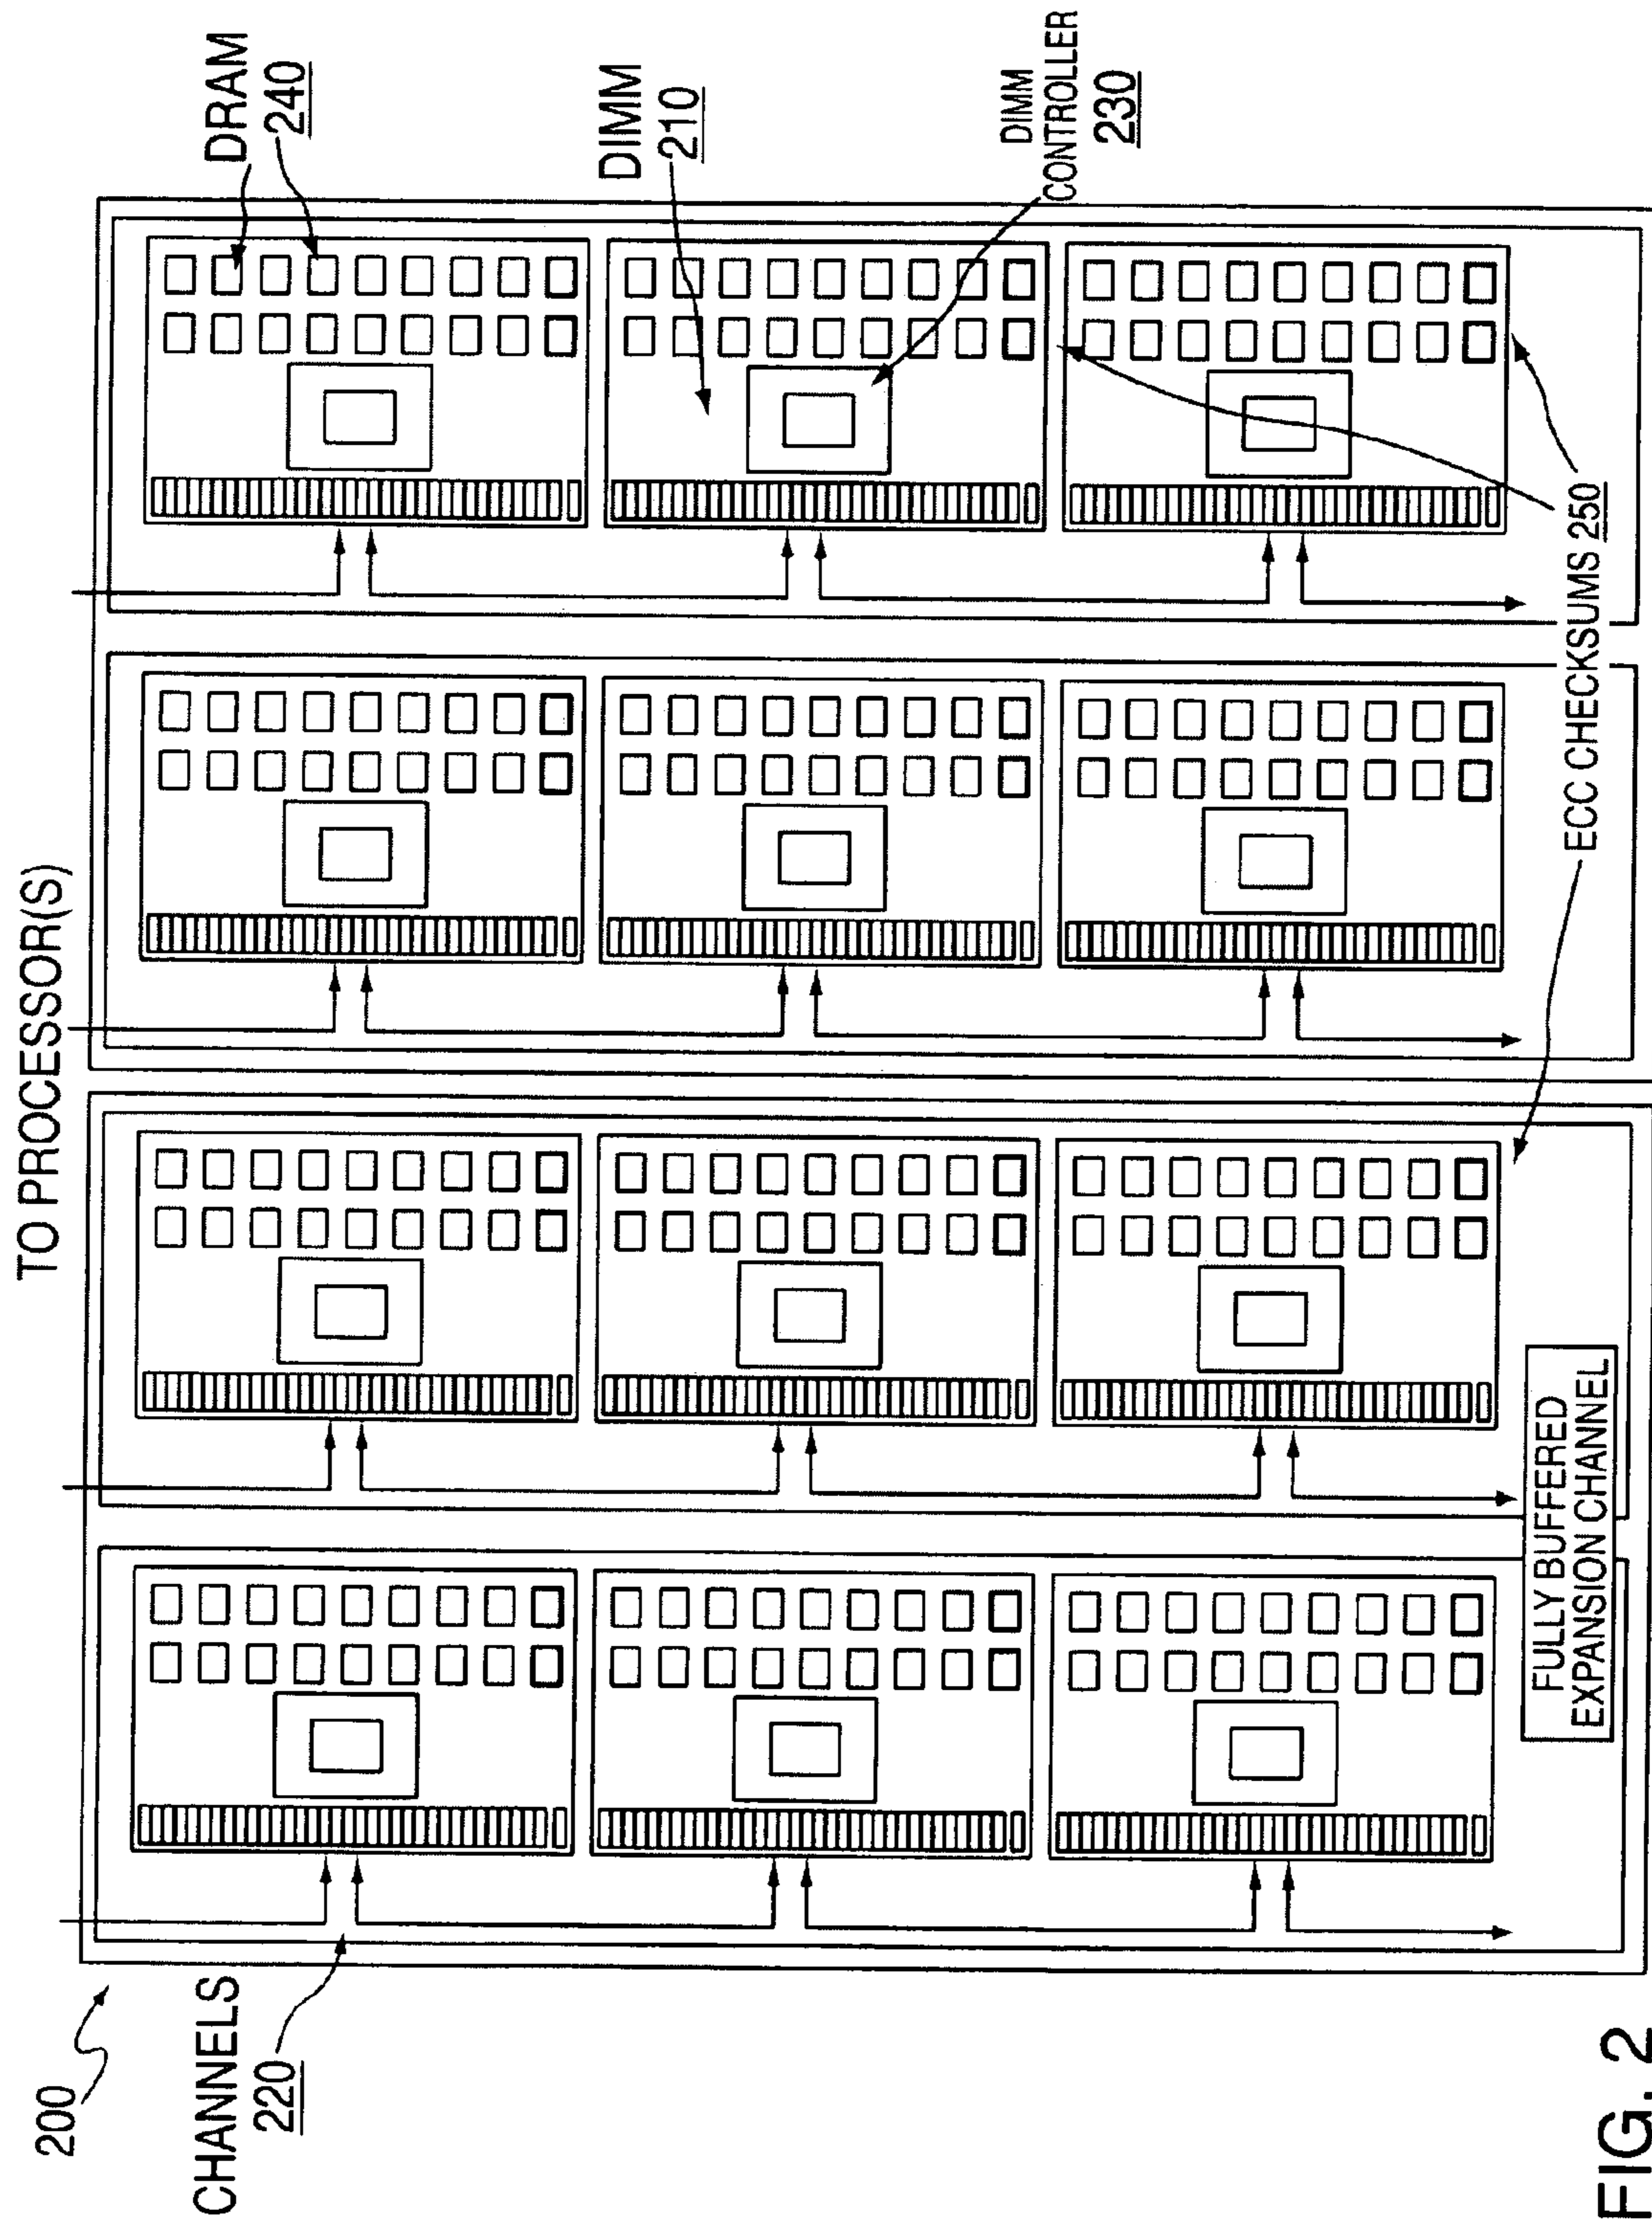 200
TO PROCESSOR(S)
CHANNELS
220
DRAM
240
DIMM
210
DIMM
CONTROLLER
230
ECC CHECKSUMS 250
FULLY BUFFERED
EXPANSION CHANNEL
FIG. 2